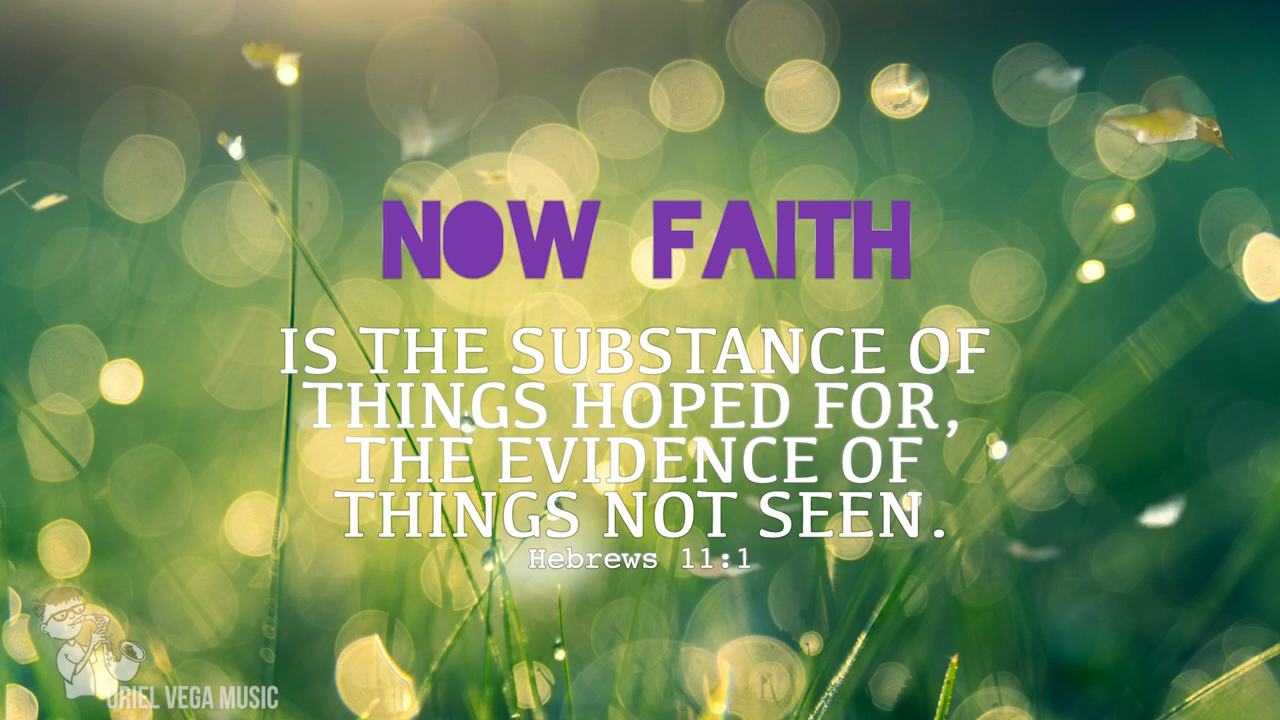 NOW FAITH
IS THE SUBSTANCE OF
THINGS HOPED FOR,
THE EVIDENCE OF
THINGS NOT SEEN.
Hebrews 11:1
URIEL VEGA MUSIC